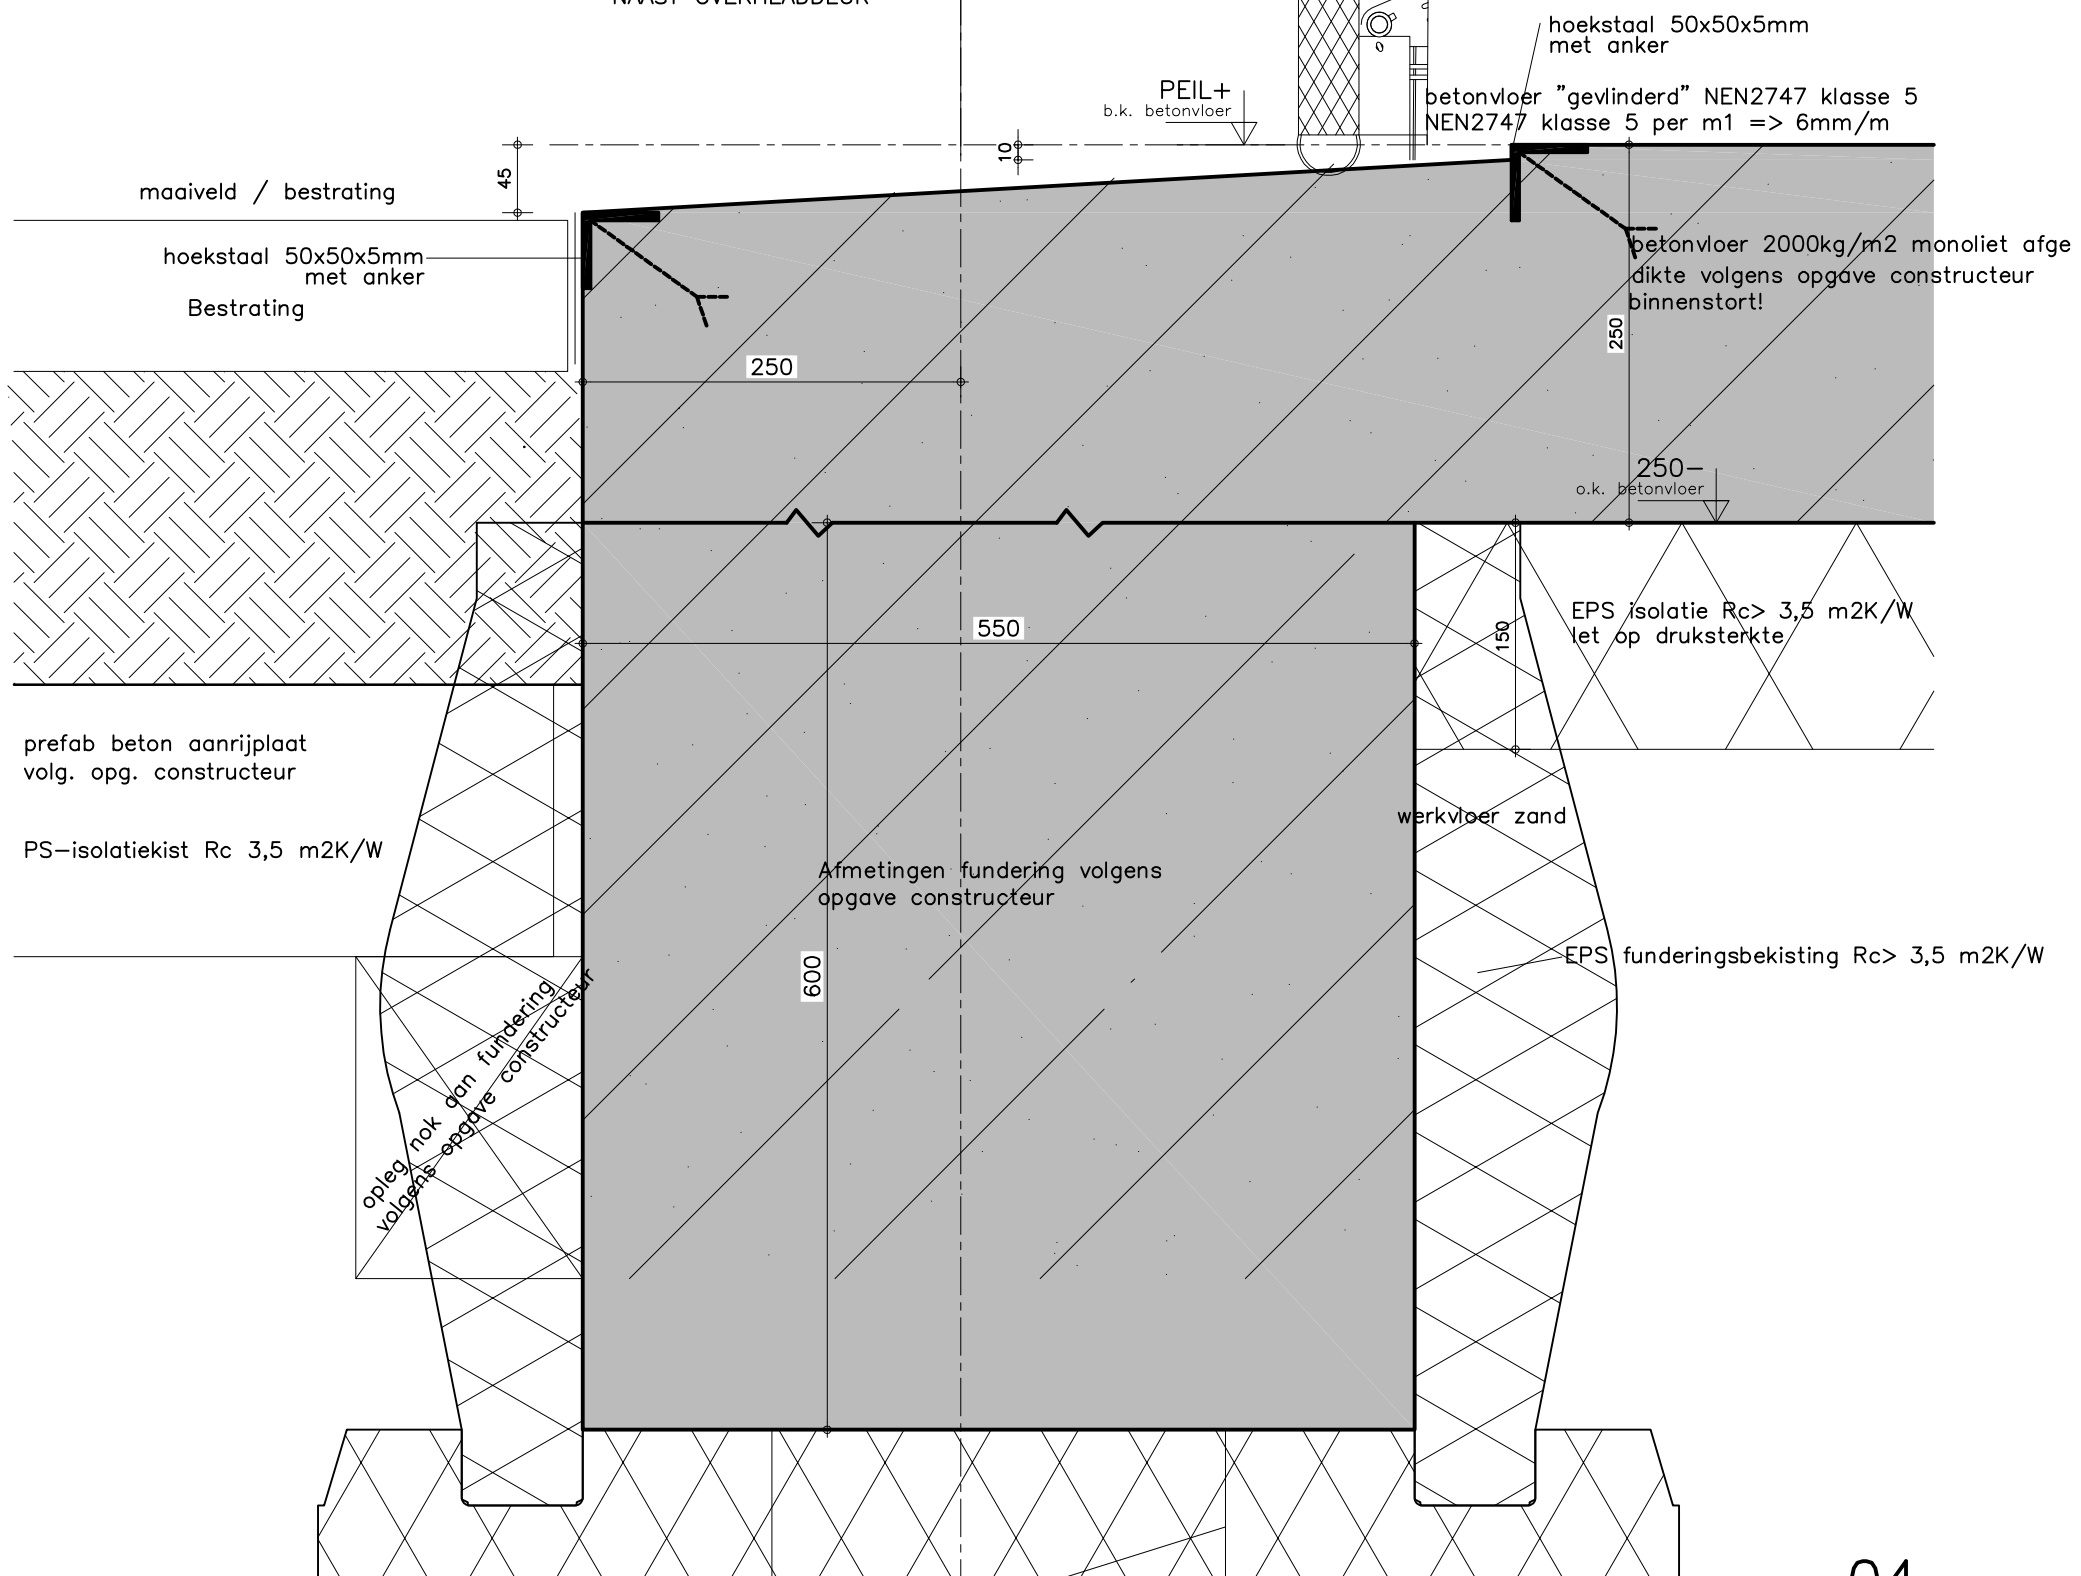 NAAST OVERHEADDEUR
hoekstaal 50x50x5mm
met anker
PEIL+
b.k. betonvloer
betonvloer "gevlinderd" NEN2747 klasse 5
NEN2747 klasse 5 per m1 => 6mm/m
10
45
maaiveld / bestrating
hoekstaal 50x50x5mm
met anker
Bestrating
betonvloer 2000kg/m2 monoliet afge
dikte volgens opgave constructeur
binnenstort!
250
250
250-
o.k. betonvloer
550
150
EPS isolatie Rc> 3,5 m2K/W
let op druksterkte
prefab beton aanrijplaat
volg. opg. constructeur
PS-isolatiekist Rc 3,5 m2K/W
werkvloer zand
Afmetingen fundering volgens
opgave constructeur
600
EPS funderingsbekisting Rc> 3,5 m2K/W
opleg nok aan fundering
volgens opgave constructeur
04